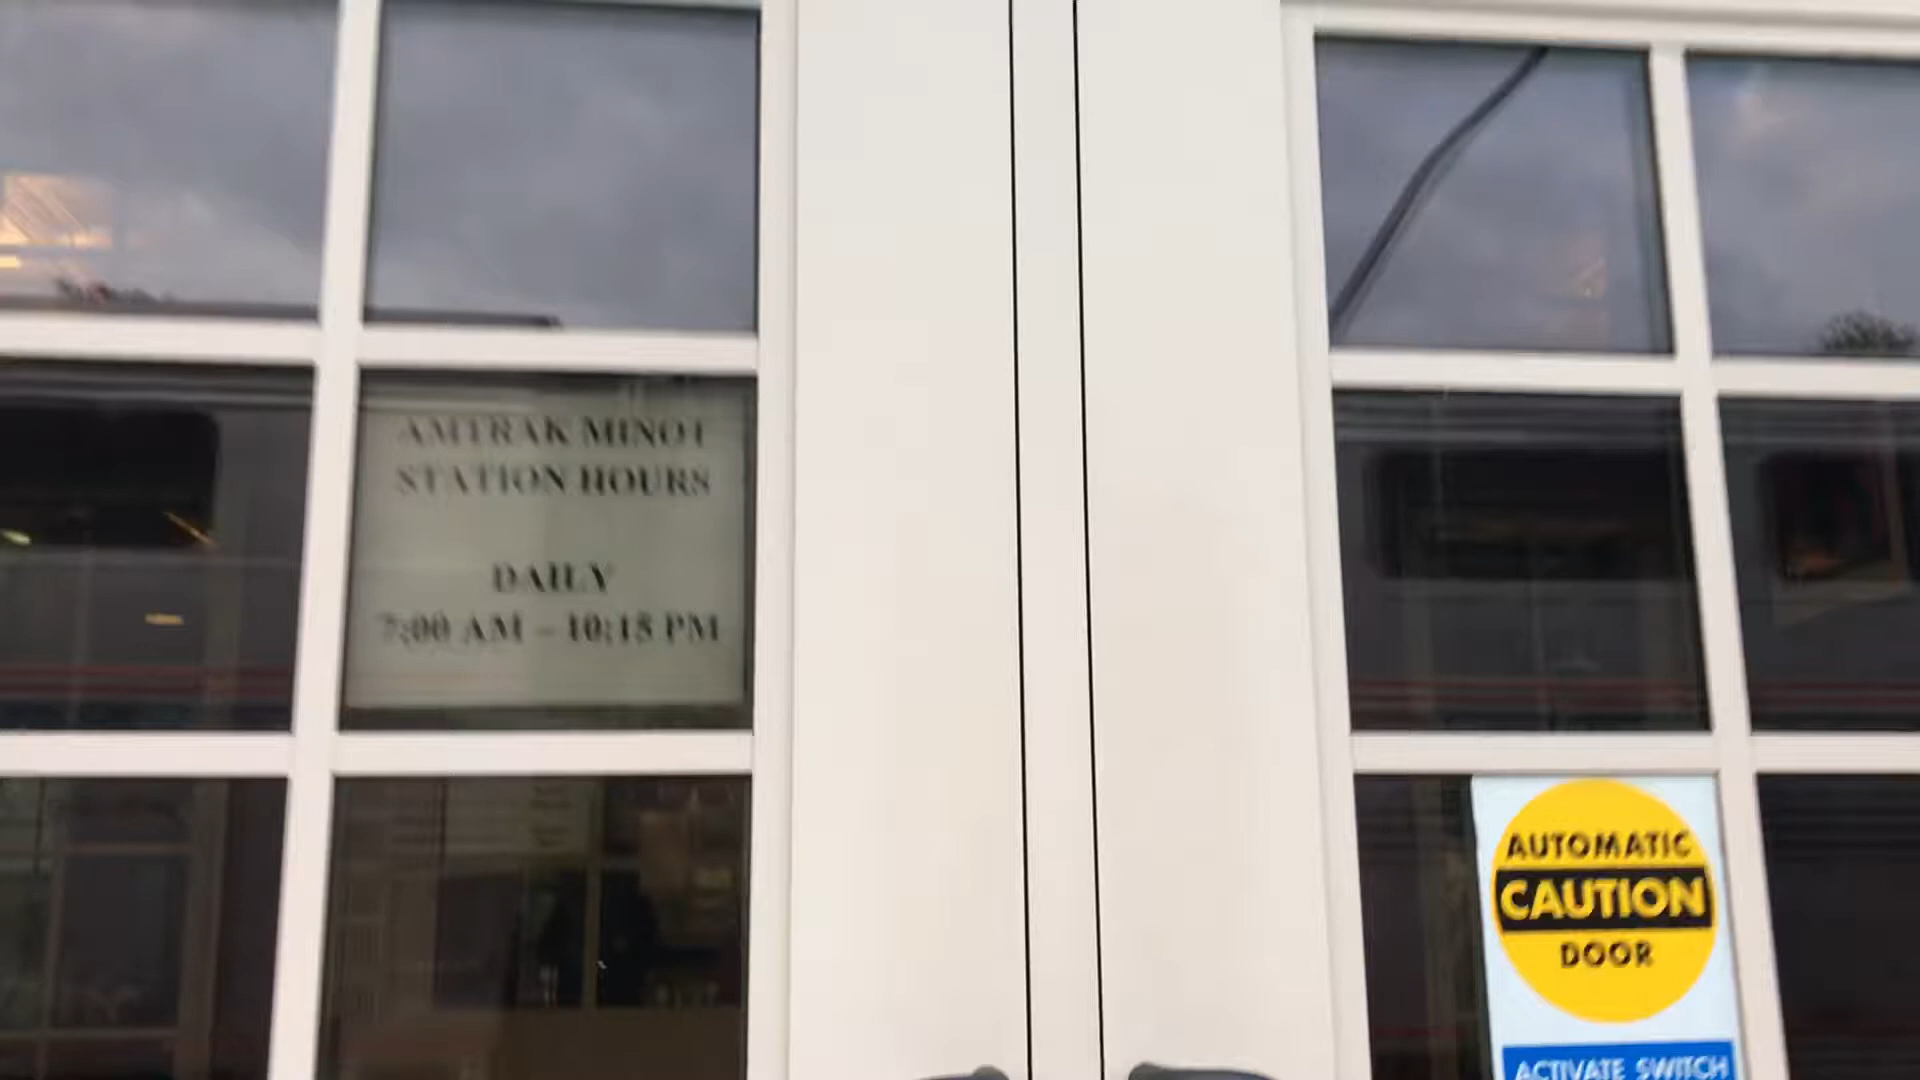 AMTRAK MINOT
STATION HOURS
DAILY
7:00 AM - 10:15 PM
AUTOMATIC
CAUTION
DOOR
ACTIVATE SWITCH